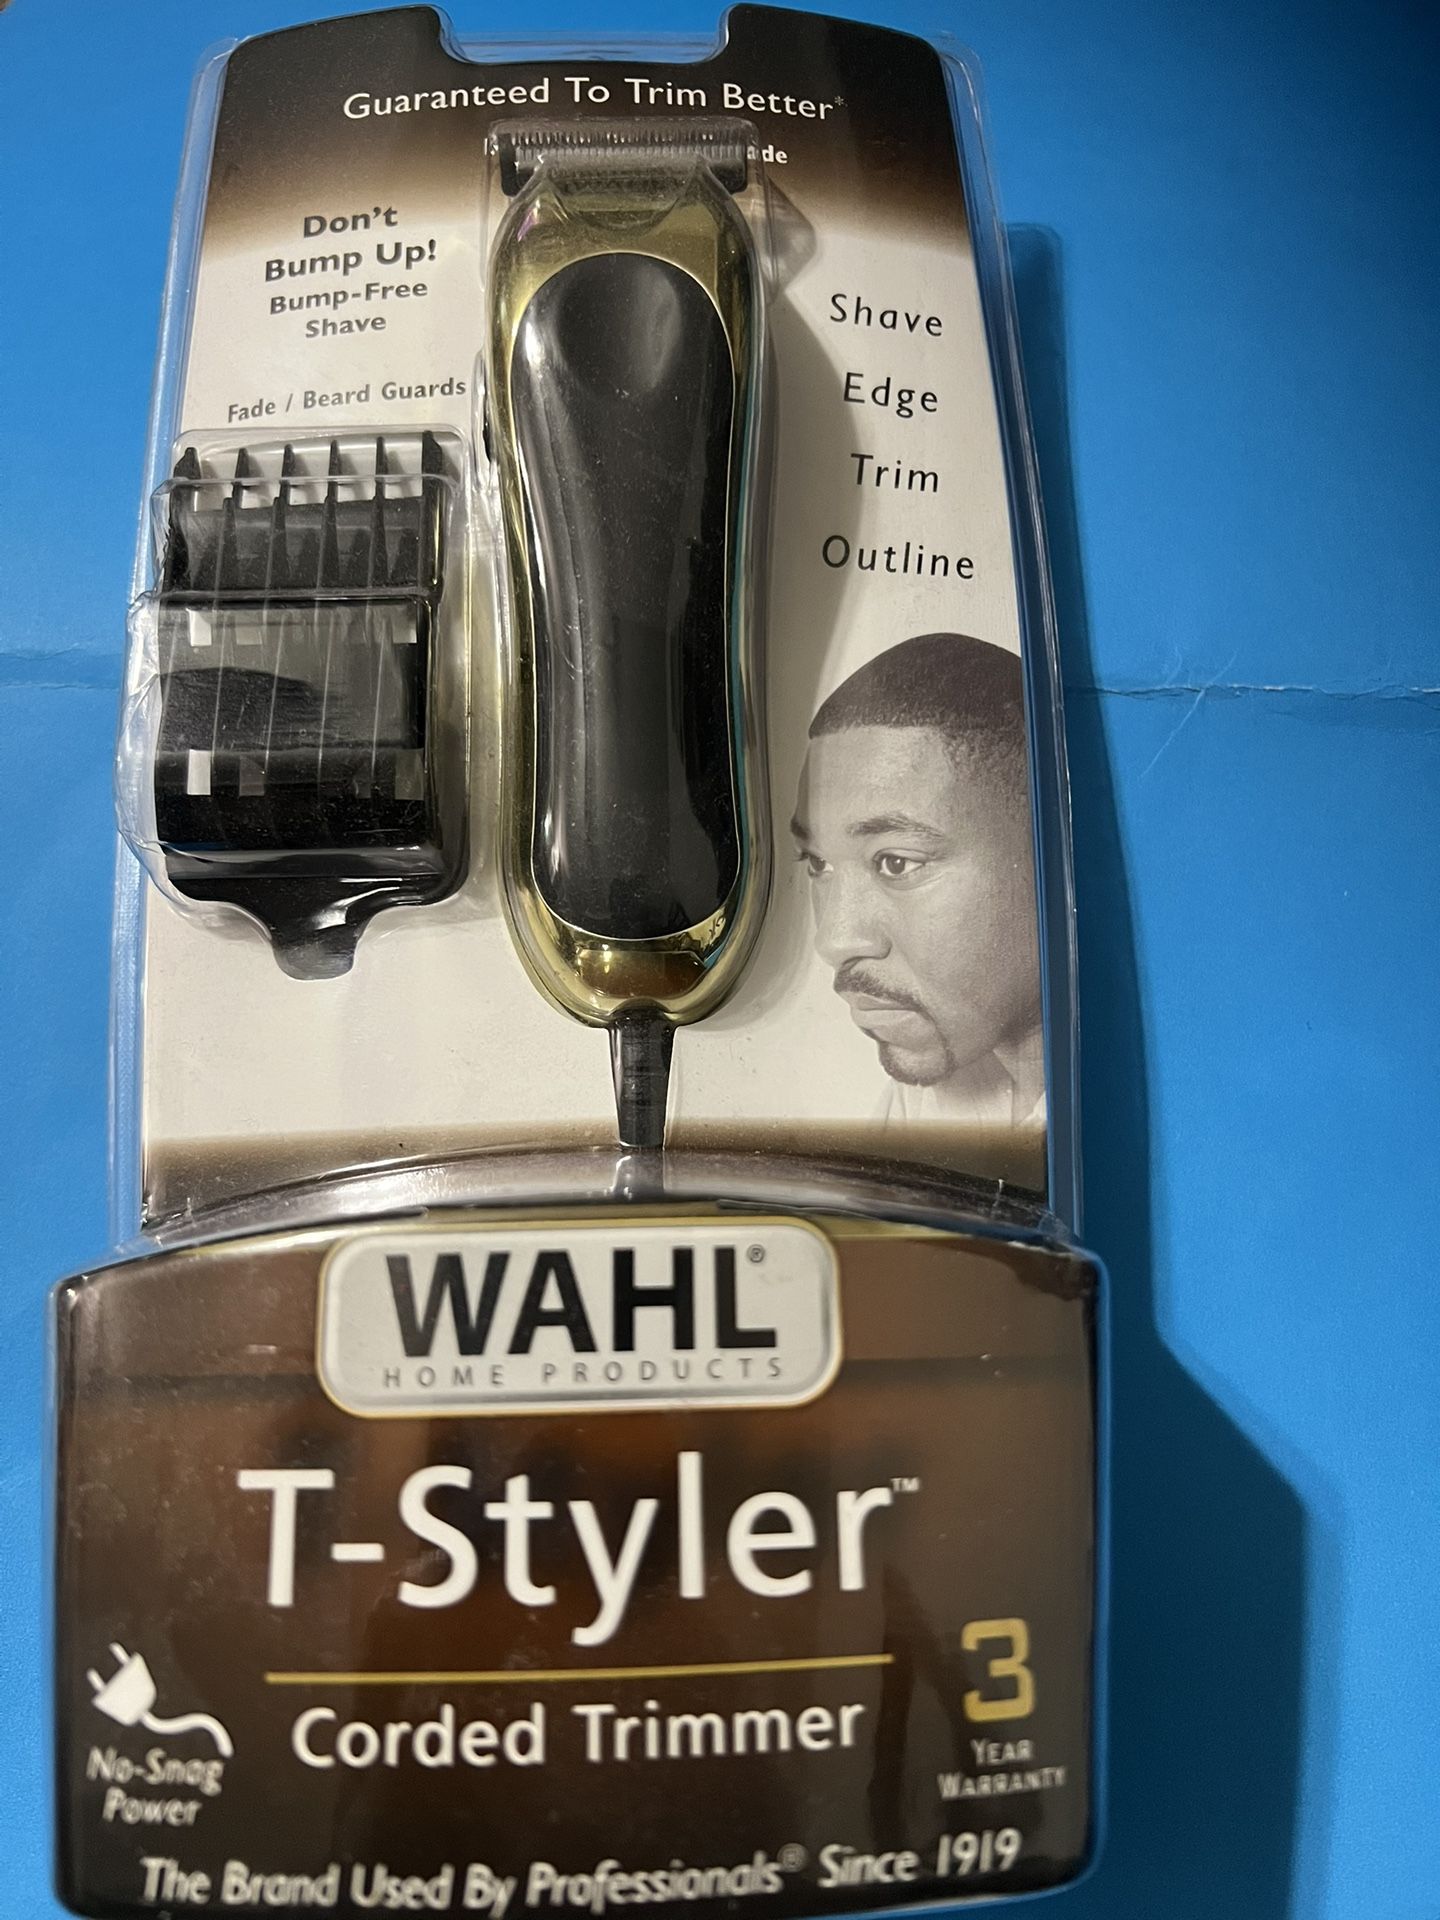 Guaranteed To Trim Better*
Don't
Bump Up!
Bump-Free
Shave
Fade / Beard Guards
Shave
Edge
Trim
Outline
WAHL®
HOME PRODUCTS
T-Styler™
Corded Trimmer
No-Snag
Power
3
YEAR
WARRANTY
The Brand Used By Professionals® Since 1919